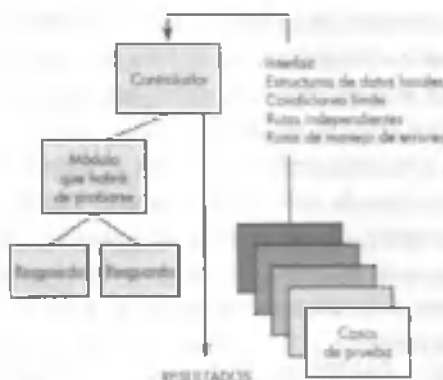 Controlador
Interfaz
Estructuras de datos locales
Condiciones límite
Rutas independientes
Rutas de manejo de errores
Módulo
que habrá
de probarse
Resguardo
Resguardo
Casos
de prueba
RESULTADOS